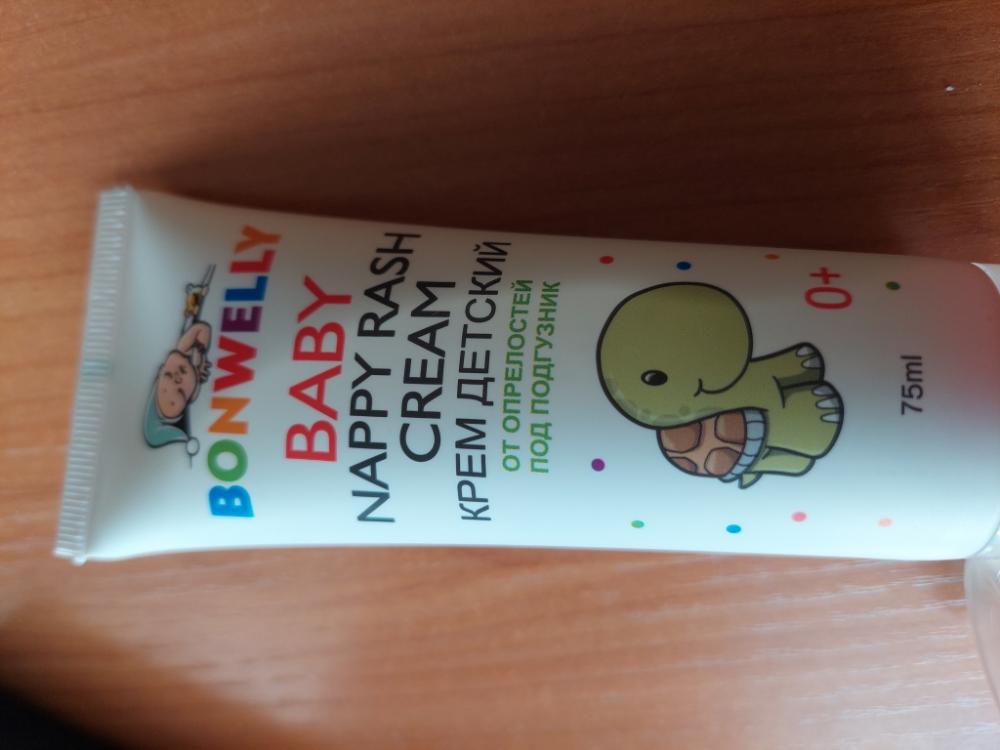 BONWELLY
BABY
NAPPY RASH
CREAM
КРЕМ ДЕТСКИЙ
ОТ ОПРЕЛОСТЕЙ
ПОД ПОДГУЗНИК
0+
75ml